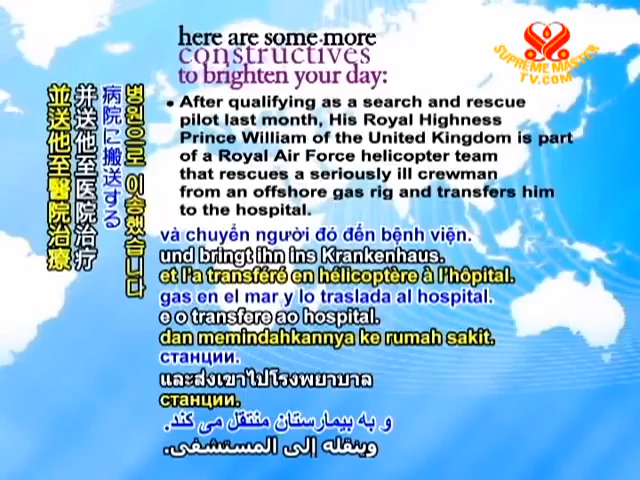 here are some more
constructives
to brighten your day:
SUPREME MASTER
TV.COM
• After qualifying as a search and rescue
pilot last month, His Royal Highness
Prince William of the United Kingdom is part
of a Royal Air Force helicopter team
that rescues a seriously ill crewman
from an offshore gas rig and transfers him
to the hospital.
병원으로 이송했습니다
病院に搬送する
并送他至医院治疗
並送他至醫院治療
và chuyển người đó đến bệnh viện.
und bringt ihn ins Krankenhaus.
et l'a transféré en hélicoptère à l'hôpital.
gas en el mar y lo traslada al hospital.
e o transfere ao hospital.
dan memindahkannya ke rumah sakit.
станции.
และส่งเขาไปโรงพยาบาล
станции.
و به بیمارستان منتقل می کند.
وينقله إلى المستشفى.